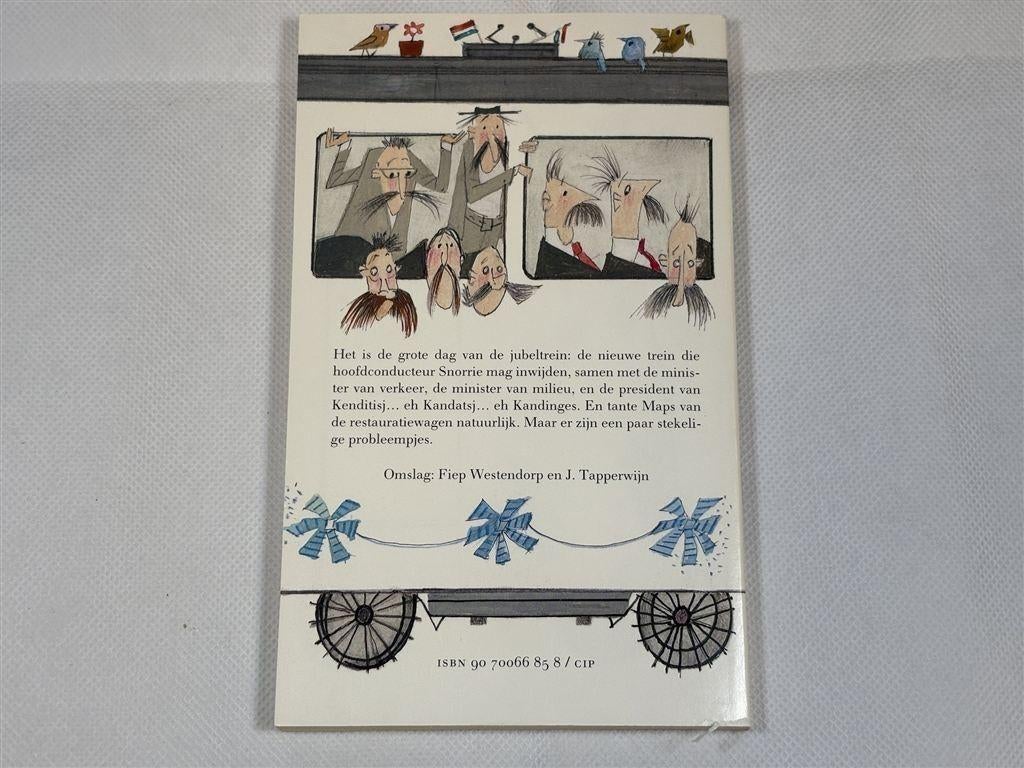 Het is de grote dag van de jubeltrein: de nieuwe trein die
hoofdconducteur Snorrie mag inwijden, samen met de minis-
ter van verkeer, de minister van milieu, en de president van
Kenditisj... eh Kandatsj... eh Kandinges. En tante Maps van
de restauratiewagen natuurlijk. Maar er zijn een paar stekeli-
ge probleempjes.
Omslag: Fiep Westendorp en J. Tapperwijn
ISBN 90 70066 85 8 / CIP